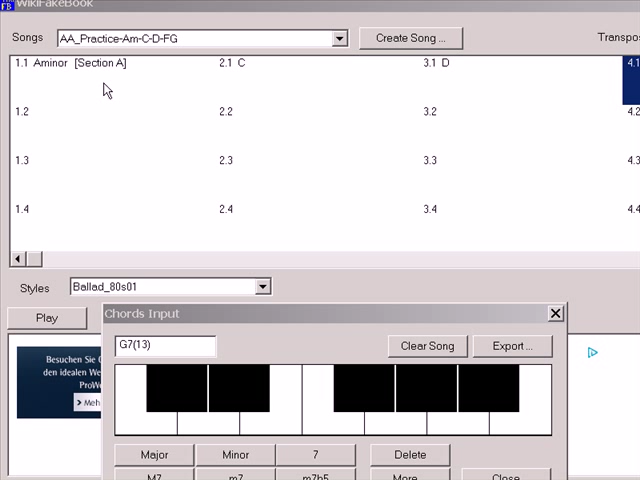 FB WikiFakeBook
Songs AA_Practice-Am-C-D-FG Create Song ... Transpo
1.1 Aminor [Section A] 2.1 C 3.1 D 4.1
1.2 2.2 3.2 4.2
1.3 2.3 3.3 4.3
1.4 2.4 3.4 4.4
Styles Ballad_80s01
Play
Chords Input
G7(13) Clear Song Export ...
Besuchen Sie
den idealen We
ProWe
> Meh
Major Minor 7 Delete
M7 m7 m7b5 More Close